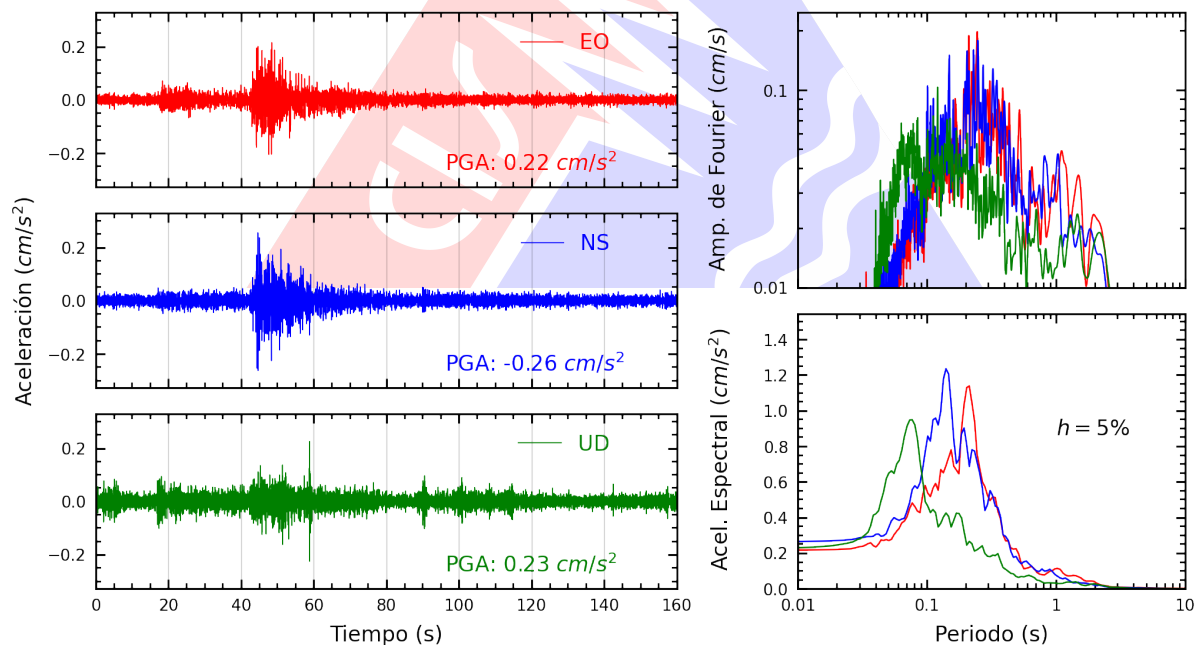 Aceleración (cm/s²)
0.2
0.0
−0.2
EO
PGA: 0.22 cm/s²
0.2
0.0
−0.2
NS
PGA: -0.26 cm/s²
0.2
0.0
−0.2
UD
PGA: 0.23 cm/s²
0 20 40 60 80 100 120 140 160
Tiempo (s)
Amp. de Fourier (cm/s)
0.1
0.01
Acel. Espectral (cm/s²)
1.4
1.2
1.0
0.8
0.6
0.4
0.2
0.0
h = 5%
0.01 0.1 1 10
Periodo (s)